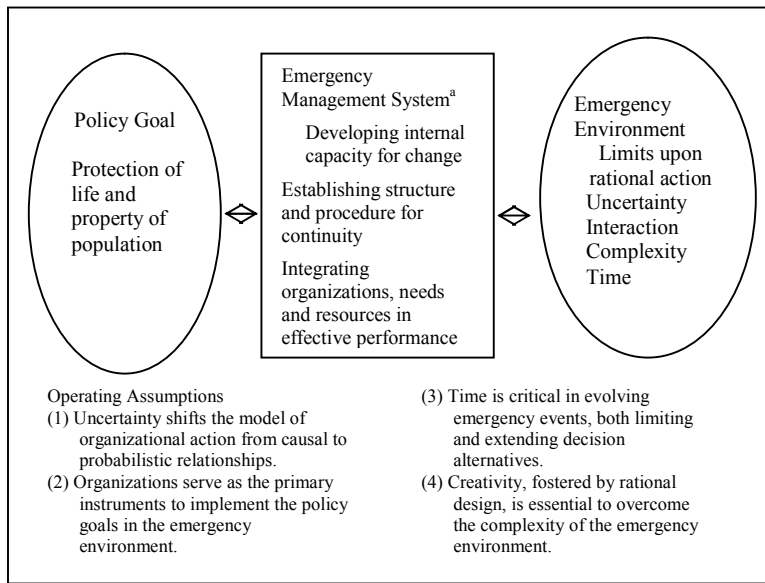 Policy Goal
Protection of
life and
property of
population
Emergency
Management System^a
Developing internal
capacity for change
Establishing structure
and procedure for
continuity
Integrating
organizations, needs
and resources in
effective performance
Emergency
Environment
Limits upon
rational action
Uncertainty
Interaction
Complexity
Time
Operating Assumptions
(1) Uncertainty shifts the model of
organizational action from causal to
probabilistic relationships.
(2) Organizations serve as the primary
instruments to implement the policy
goals in the emergency
environment.
(3) Time is critical in evolving
emergency events, both limiting
and extending decision
alternatives.
(4) Creativity, fostered by rational
design, is essential to overcome
the complexity of the emergency
environment.